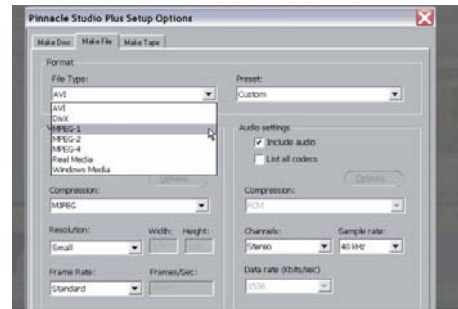 Pinnacle Studio Plus Setup Options
Make Disc Make File Make Tape
Format
File Type: Preset:
AVI Custom
AVI
DivX
MPEG-1 Audio settings
MPEG-2 Include audio
MPEG-4 List all codecs
Real Media
Windows Media
Options Options
Compression: Compression:
MJPEG PCM
Resolution: Width: Height: Channels: Sample rate:
Small Stereo 48 kHz
Frame Rate: Frames/Sec: Data rate (Kbits/sec)
Standard 1536